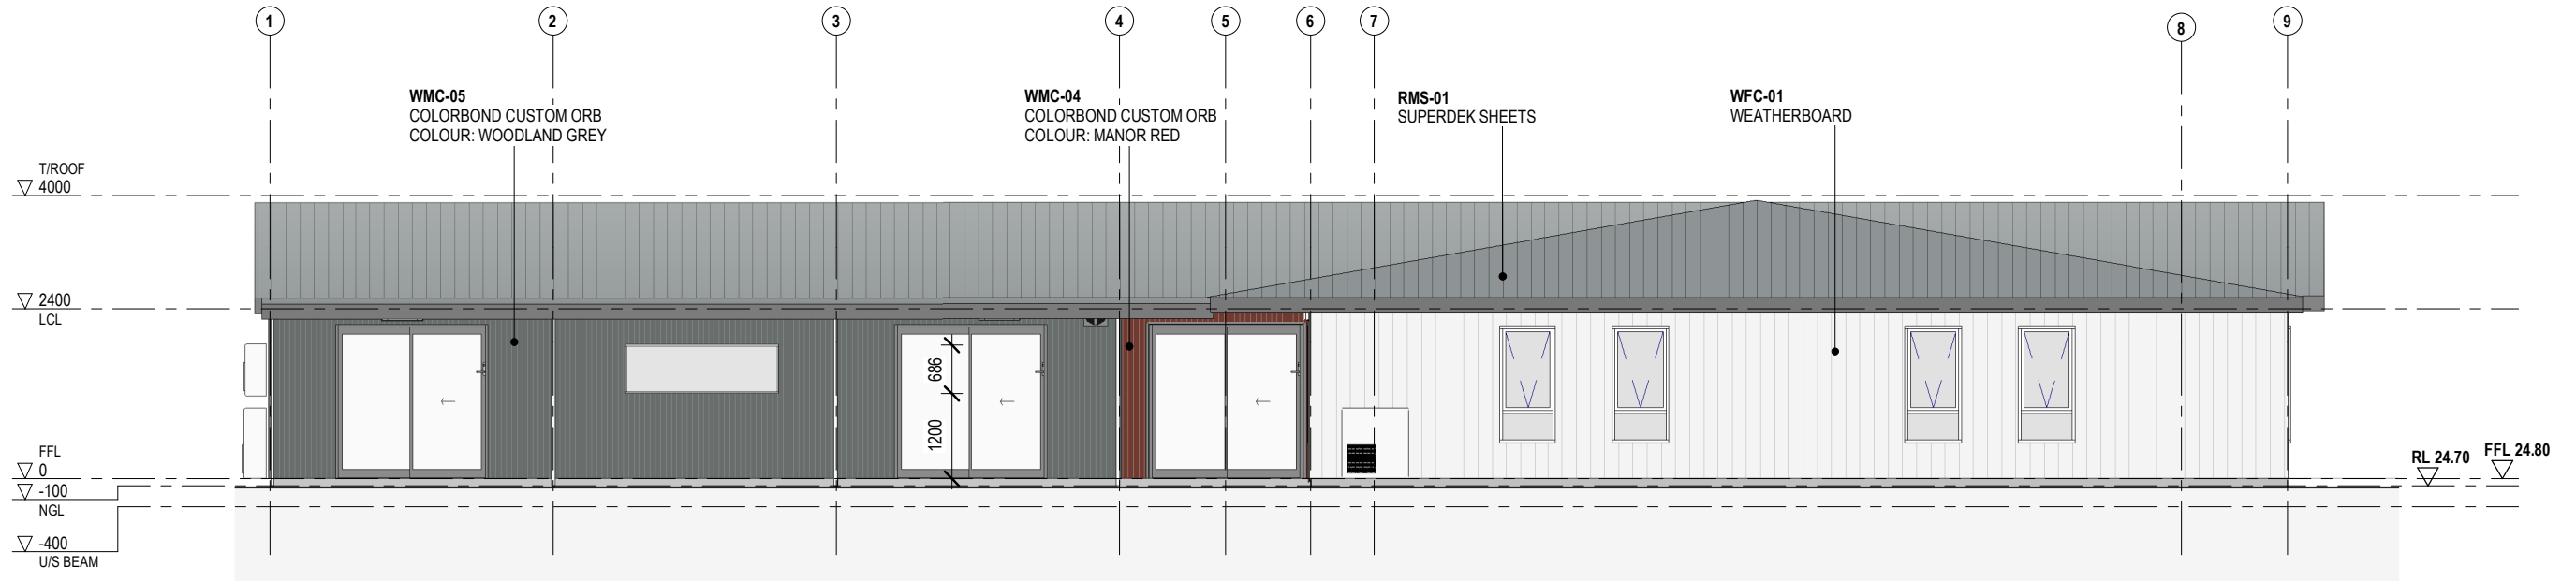 1
2
3
4
5
6
7
8
9
WMC-05
COLORBOND CUSTOM ORB
COLOUR: WOODLAND GREY
WMC-04
COLORBOND CUSTOM ORB
COLOUR: MANOR RED
RMS-01
SUPERDEK SHEETS
WFC-01
WEATHERBOARD
T/ROOF
4000
2400
LCL
686
1200
FFL
0
-100
NGL
-400
U/S BEAM
RL 24.70
FFL 24.80